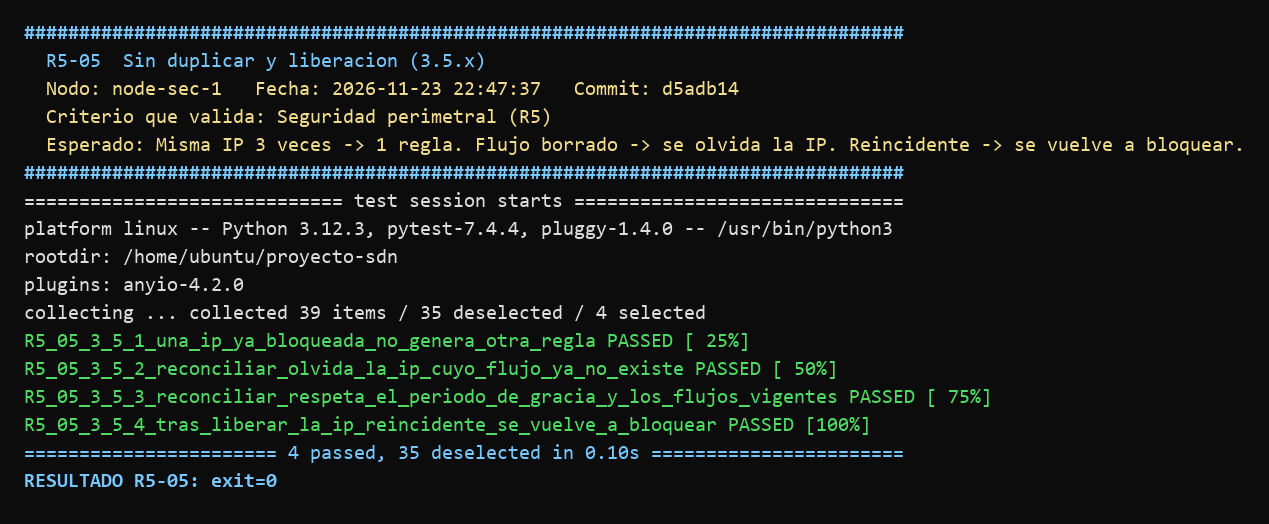 ################################################################################
  R5-05  Sin duplicar y liberacion (3.5.x)
  Nodo: node-sec-1   Fecha: 2026-11-23 22:47:37   Commit: d5adb14
  Criterio que valida: Seguridad perimetral (R5)
  Esperado: Misma IP 3 veces -> 1 regla. Flujo borrado -> se olvida la IP. Reincidente -> se vuelve a bloquear.
################################################################################
============================= test session starts ==============================
platform linux -- Python 3.12.3, pytest-7.4.4, pluggy-1.4.0 -- /usr/bin/python3
rootdir: /home/ubuntu/proyecto-sdn
plugins: anyio-4.2.0
collecting ... collected 39 items / 35 deselected / 4 selected
R5_05_3_5_1_una_ip_ya_bloqueada_no_genera_otra_regla PASSED [ 25%]
R5_05_3_5_2_reconciliar_olvida_la_ip_cuyo_flujo_ya_no_existe PASSED [ 50%]
R5_05_3_5_3_reconciliar_respeta_el_periodo_de_gracia_y_los_flujos_vigentes PASSED [ 75%]
R5_05_3_5_4_tras_liberar_la_ip_reincidente_se_vuelve_a_bloquear PASSED [100%]
======================= 4 passed, 35 deselected in 0.10s =======================
RESULTADO R5-05: exit=0